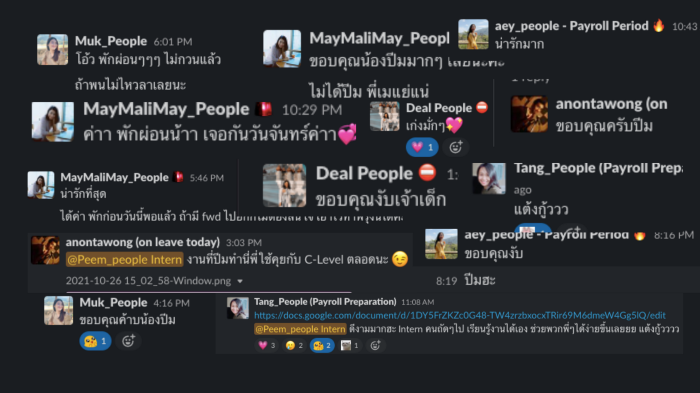 Muk_People 6:01 PM
โอ้ว พักผ่อนๆๆๆ ไม่กวนแล้ว
ถ้าพนไม่ไหวลาเลยนะ
MayMaliMay_Peopl
ขอบคุณน้องปีมมากๆ เลยนะคะ
ไม่ได้ปีม พี่เมแย่แน่
aey_people - Payroll Period 🔥 10:43
น่ารักมาก
1 reply
MayMaliMay_People 10:29 PM
ค่าา พักผ่อนน้าา เจอกันวันจันทร์ค่าา💞
Deal People ⛔
เก่งมั่กๆ💖
1
anontawong (on
ขอบคุณครับปีม
MayMaliMay_People 5:46 PM
น่ารักที่สุด
ได้ค่า พักก่อนวันนี้พอแล้ว ถ้ามี fwd
Deal People ⛔ 1:
ขอบคุณงับเจ้าเด็ก
Tang_People (Payroll Prepa
ago
แต้งกู้ววว
anontawong (on leave today) 3:03 PM
@Peem_people Intern งานที่ปีมทำนี่พี่ใช้คุยกับ C-Level ตลอดนะ 😉
2021-10-26 15_02_58-Window.png
aey_people - Payroll Period 🔥 8:16 PM
ขอบคุณงับ
8:19 ปีมฮะ
Muk_People 4:16 PM
ขอบคุณค้าบน้องปีม
1
Tang_People (Payroll Preparation) 11:08 AM
https://docs.google.com/document/d/1DY5FrZKZc0G48-TW4zrzbxocxTRir69M6dmeW4Gg5lQ/edit
@Peem_people Intern ดีงามมากฮะ Intern คนถัดๆไป เรียนรู้งานได้เอง ช่วยพวกพี่ๆได้ง่ายขึ้นเลยยย แต้งกู้วววว
3 2 2 1